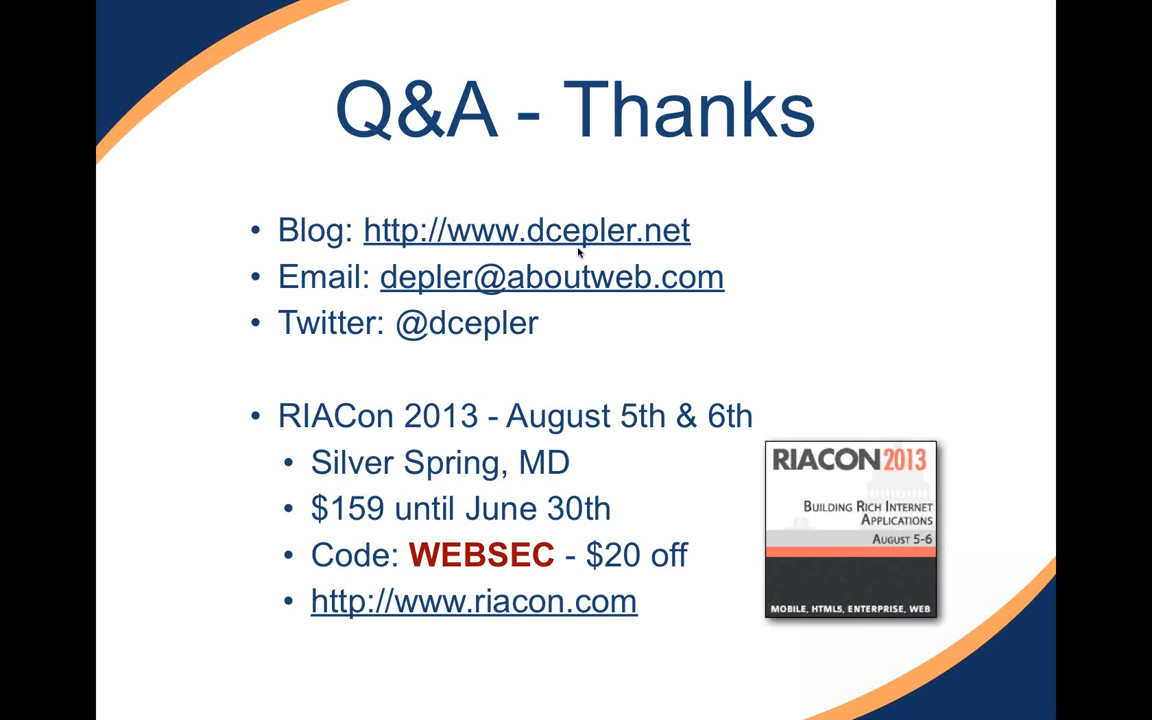 Q&A - Thanks
• Blog: http://www.dcepler.net
• Email: depler@aboutweb.com
• Twitter: @dcepler
• RIACon 2013 - August 5th & 6th
• Silver Spring, MD
• $159 until June 30th
• Code: WEBSEC - $20 off
• http://www.riacon.com
RIACON2013
BUILDING RICH INTERNET
APPLICATIONS
AUGUST 5-6
MOBILE, HTML5, ENTERPRISE, WEB